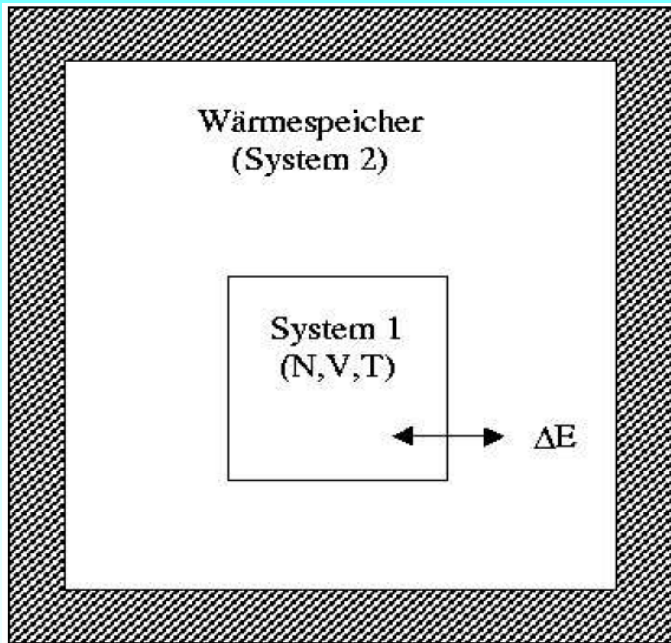 Wärmespeicher
(System 2)
System 1
(N,V,T)
ΔE